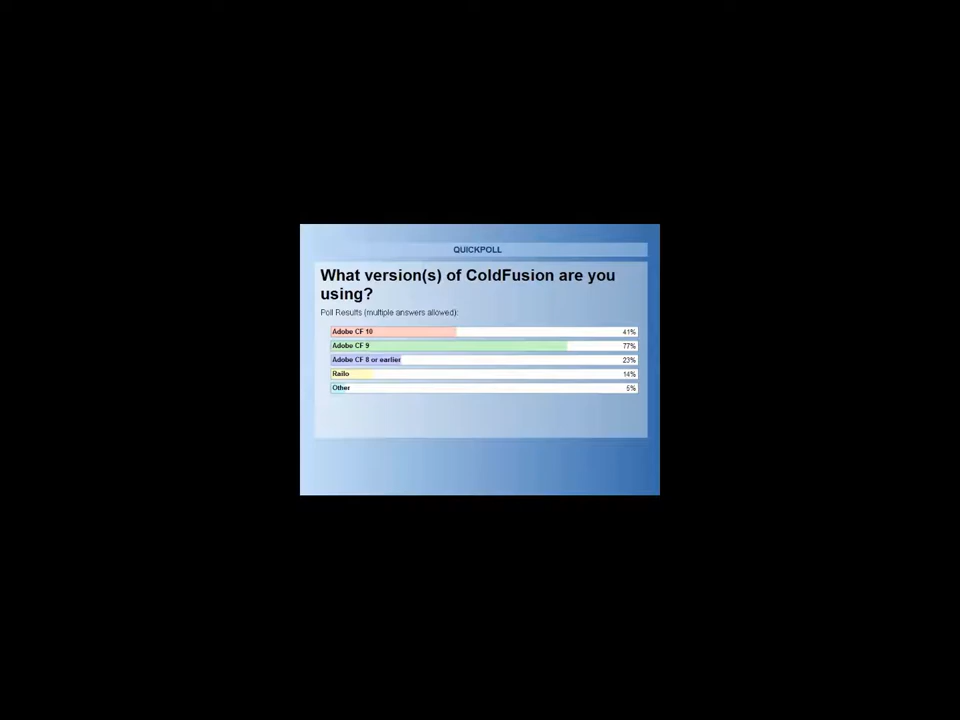 QUICKPOLL
What version(s) of ColdFusion are you
using?
Poll Results (multiple answers allowed):
Adobe CF 10 41%
Adobe CF 9 77%
Adobe CF 8 or earlier 23%
Railo 14%
Other 5%